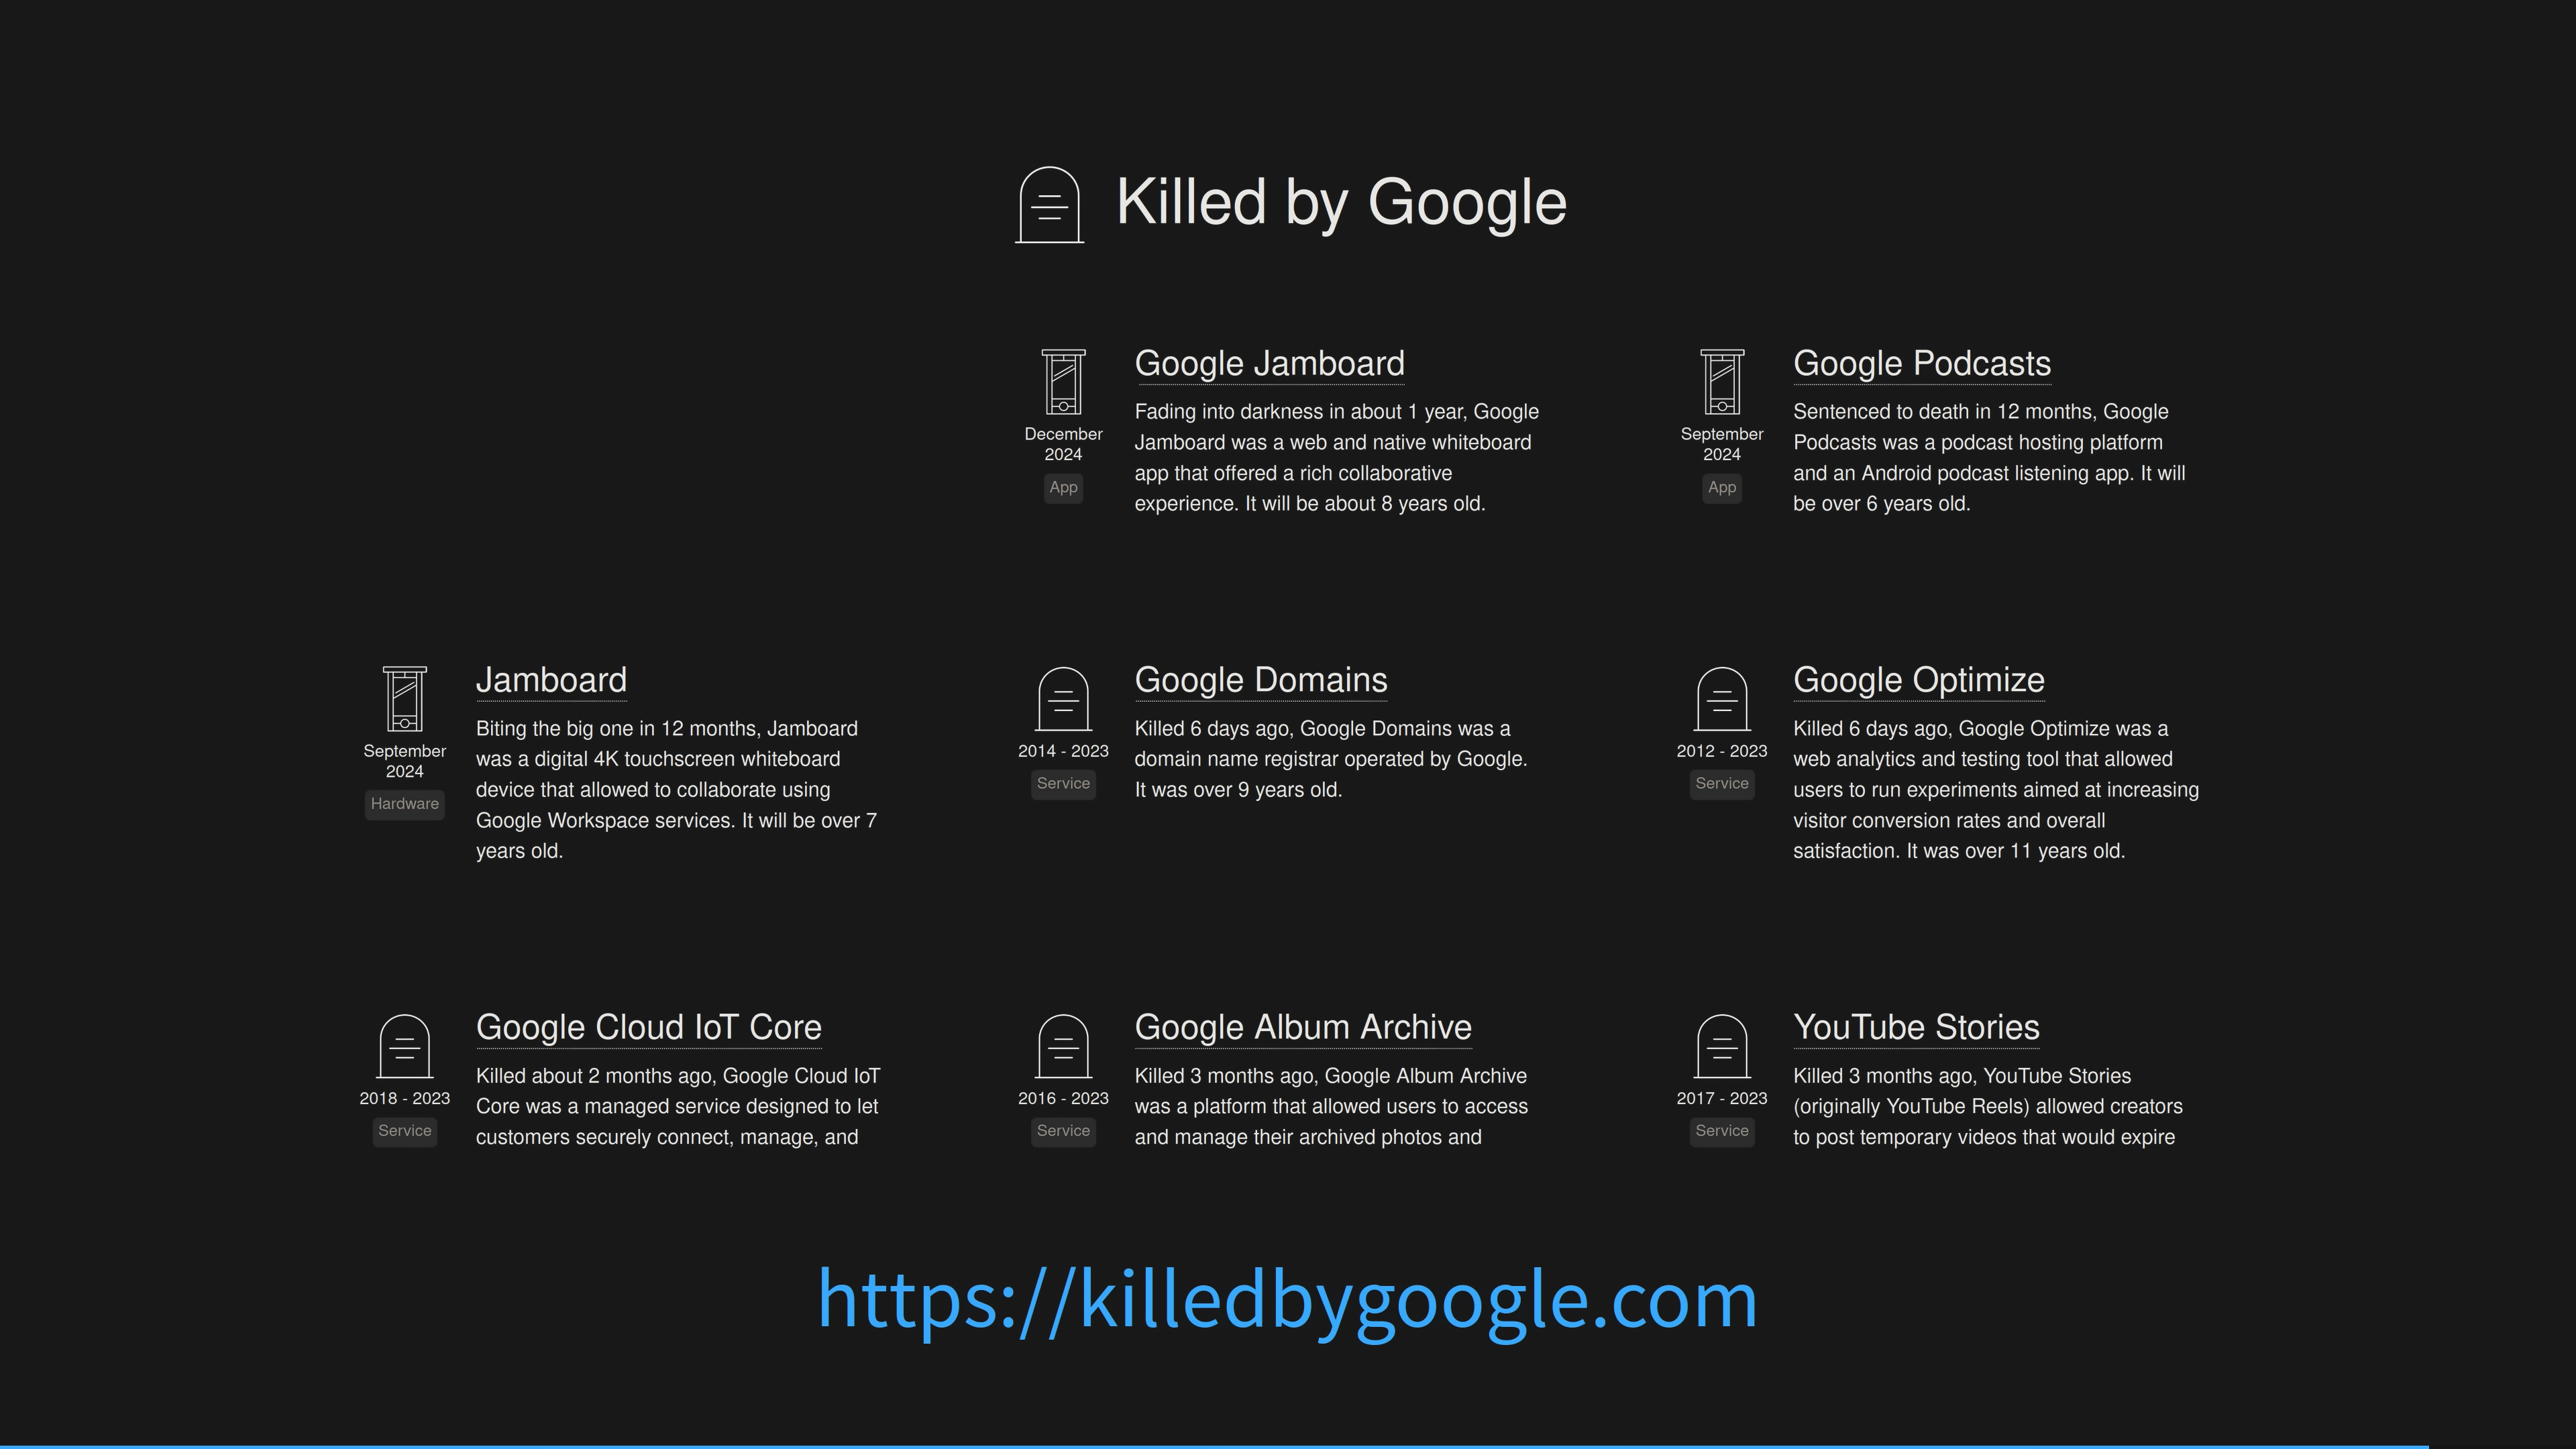 Killed by Google
Google Jamboard
December
2024
App
Fading into darkness in about 1 year, Google
Jamboard was a web and native whiteboard
app that offered a rich collaborative
experience. It will be about 8 years old.
Google Podcasts
September
2024
App
Sentenced to death in 12 months, Google
Podcasts was a podcast hosting platform
and an Android podcast listening app. It will
be over 6 years old.
Jamboard
September
2024
Hardware
Biting the big one in 12 months, Jamboard
was a digital 4K touchscreen whiteboard
device that allowed to collaborate using
Google Workspace services. It will be over 7
years old.
Google Domains
2014 - 2023
Service
Killed 6 days ago, Google Domains was a
domain name registrar operated by Google.
It was over 9 years old.
Google Optimize
2012 - 2023
Service
Killed 6 days ago, Google Optimize was a
web analytics and testing tool that allowed
users to run experiments aimed at increasing
visitor conversion rates and overall
satisfaction. It was over 11 years old.
Google Cloud IoT Core
2018 - 2023
Service
Killed about 2 months ago, Google Cloud IoT
Core was a managed service designed to let
customers securely connect, manage, and
Google Album Archive
2016 - 2023
Service
Killed 3 months ago, Google Album Archive
was a platform that allowed users to access
and manage their archived photos and
YouTube Stories
2017 - 2023
Service
Killed 3 months ago, YouTube Stories
(originally YouTube Reels) allowed creators
to post temporary videos that would expire
https://killedbygoogle.com